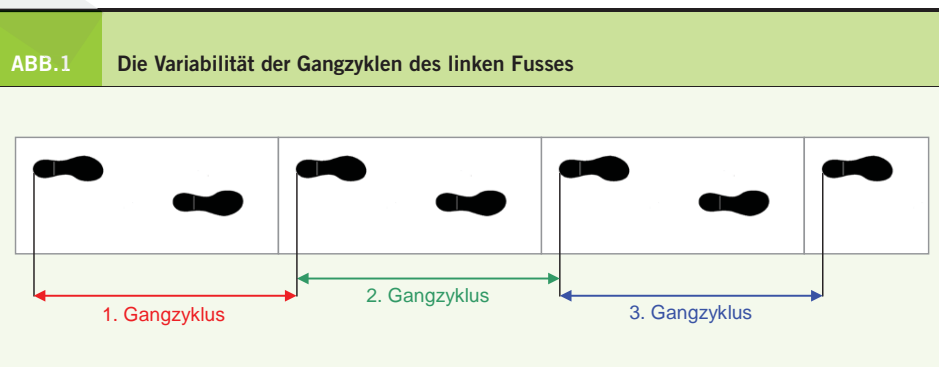 ABB.1 Die Variabilität der Gangzyklen des linken Fusses
1. Gangzyklus
2. Gangzyklus
3. Gangzyklus